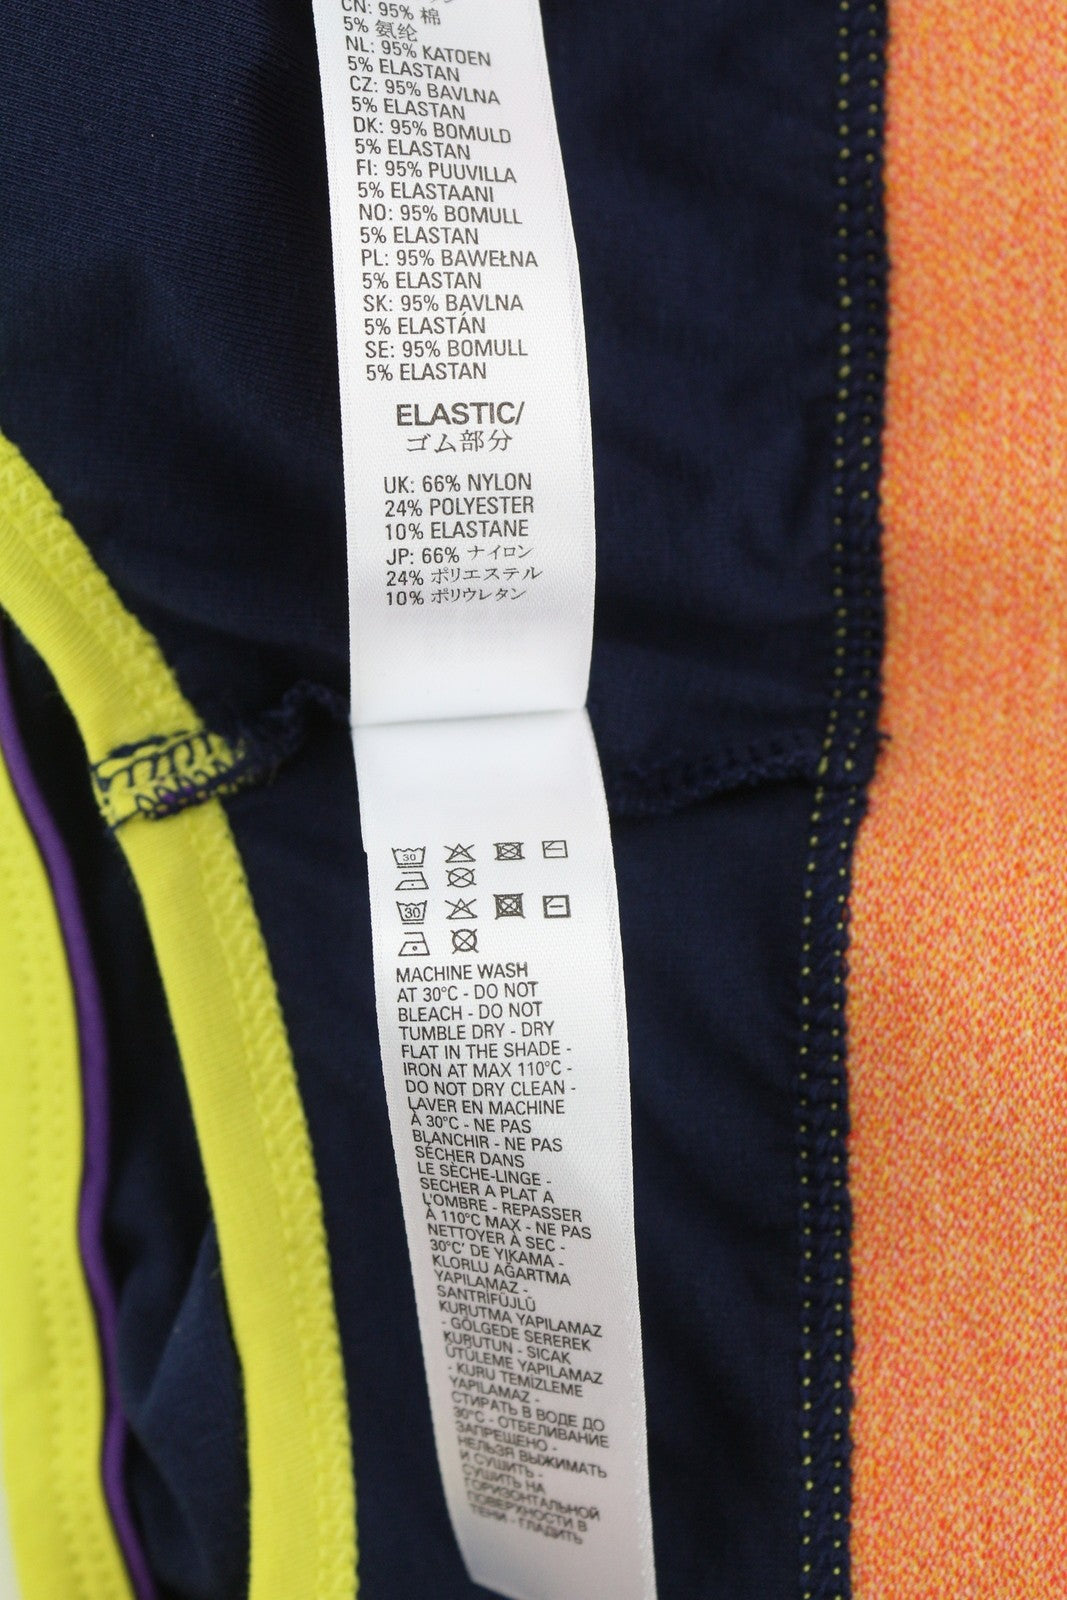 CN: 95% 棉
5% 氨纶
NL: 95% KATOEN
5% ELASTAN
CZ: 95% BAVLNA
5% ELASTAN
DK: 95% BOMULD
5% ELASTAN
FI: 95% PUUVILLA
5% ELASTAANI
NO: 95% BOMULL
5% ELASTAN
PL: 95% BAWEŁNA
5% ELASTAN
SK: 95% BAVLNA
5% ELASTÁN
SE: 95% BOMULL
5% ELASTAN
ELASTIC/
ゴム部分
UK: 66% NYLON
24% POLYESTER
10% ELASTANE
JP: 66% ナイロン
24% ポリエステル
10% ポリウレタン
30
30
MACHINE WASH
AT 30°C - DO NOT
BLEACH - DO NOT
TUMBLE DRY - DRY
FLAT IN THE SHADE -
IRON AT MAX 110°C -
DO NOT DRY CLEAN -
LAVER EN MACHINE
À 30°C - NE PAS
BLANCHIR - NE PAS
SÉCHER DANS
LE SÈCHE-LINGE -
SECHER A PLAT A
L'OMBRE - REPASSER
À 110°C MAX - NE PAS
NETTOYER À SEC -
30°C' DE YIKAMA -
KLORLU AĞARTMA
YAPILAMAZ -
SANTRİFÜJLÜ
KURUTMA YAPILAMAZ
- GÖLGEDE SEREREK
KURUTUN - SICAK
ÜTÜLEME YAPILAMAZ
- KURU TEMİZLEME
YAPILAMAZ -
СТИРАТЬ В ВОДЕ ДО
30°C - ОТБЕЛИВАНИЕ
ЗАПРЕЩЕНО -
НЕЛЬЗЯ ВЫЖИМАТЬ
И СУШИТЬ -
СУШИТЬ НА
ГОРИЗОНТАЛЬНОЙ
ПОВЕРХНОСТИ В
ТЕНИ - ГЛАДИТЬ